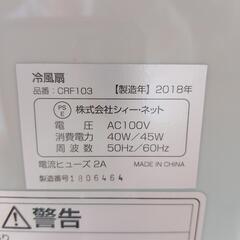 冷風扇
品番：CRF103 【製造年】2018年
PS E 株式会社シィー・ネット
電圧 AC100V
消費電力 40W／45W
周波数 50Hz／60Hz
電流ヒューズ 2A MADE IN CHINA
製造番号 1806464
警告